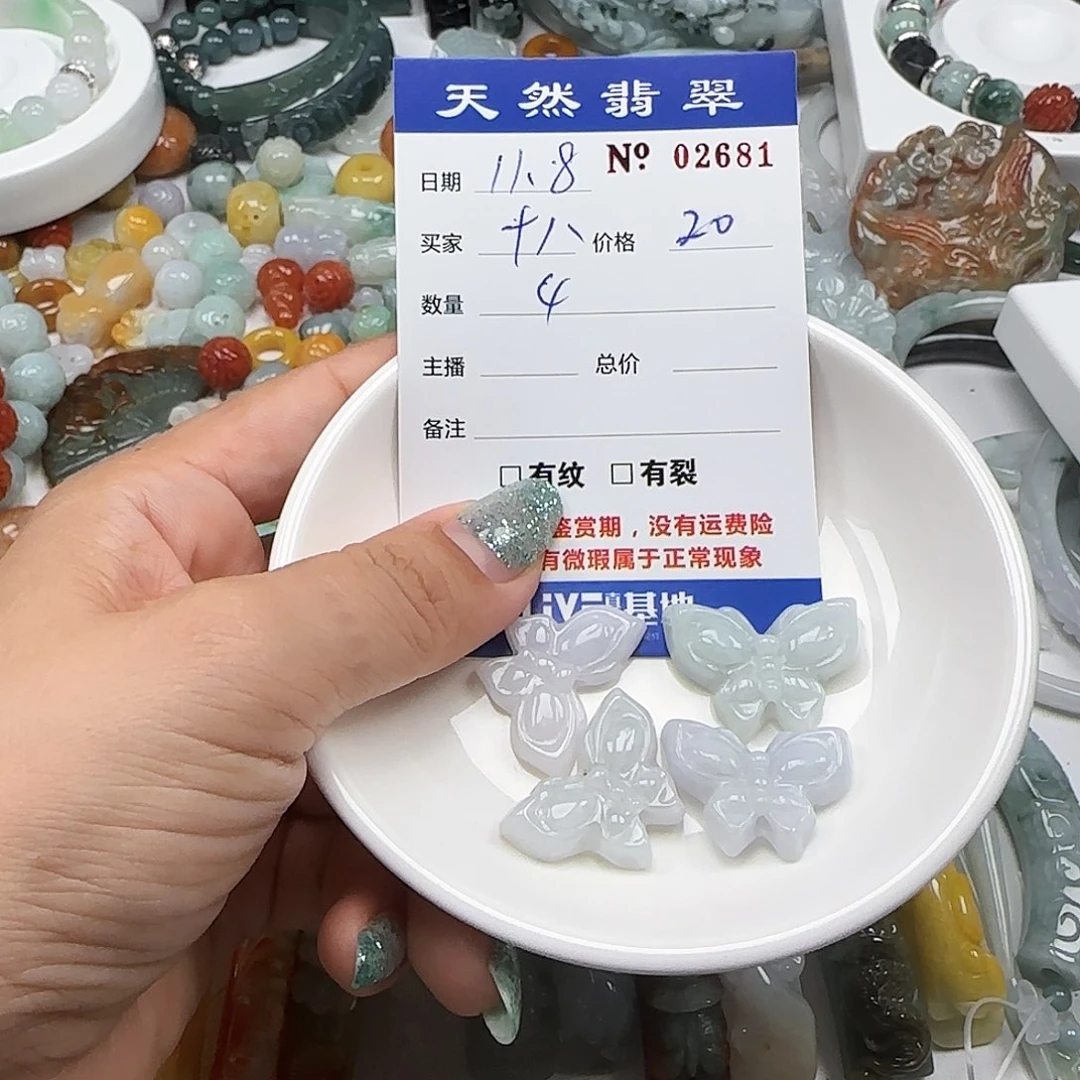 天然翡翠
日期 11.8 Nº 02681
买家 十八 价格 20
数量 4
主播 总价
备注
□有纹 □有裂
鉴赏期，没有运费险
有微瑕属于正常现象
基地